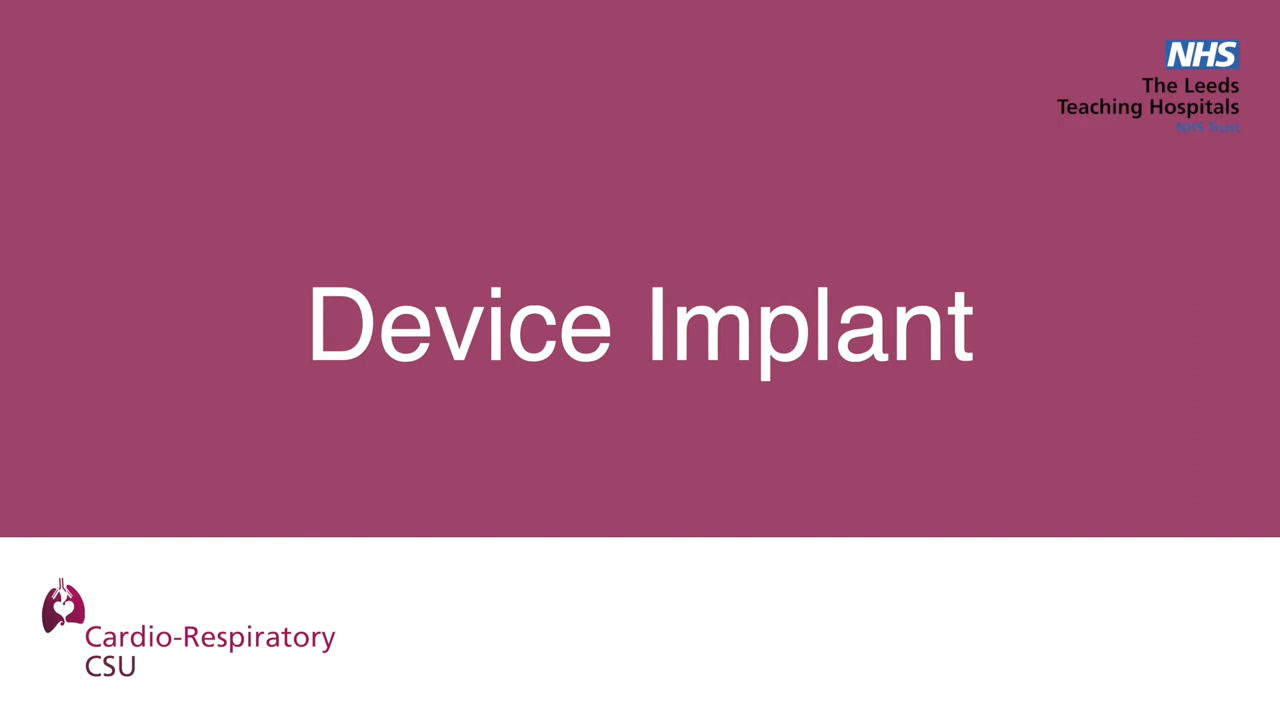 NHS
The Leeds
Teaching Hospitals
NHS Trust
Device Implant
Cardio-Respiratory
CSU